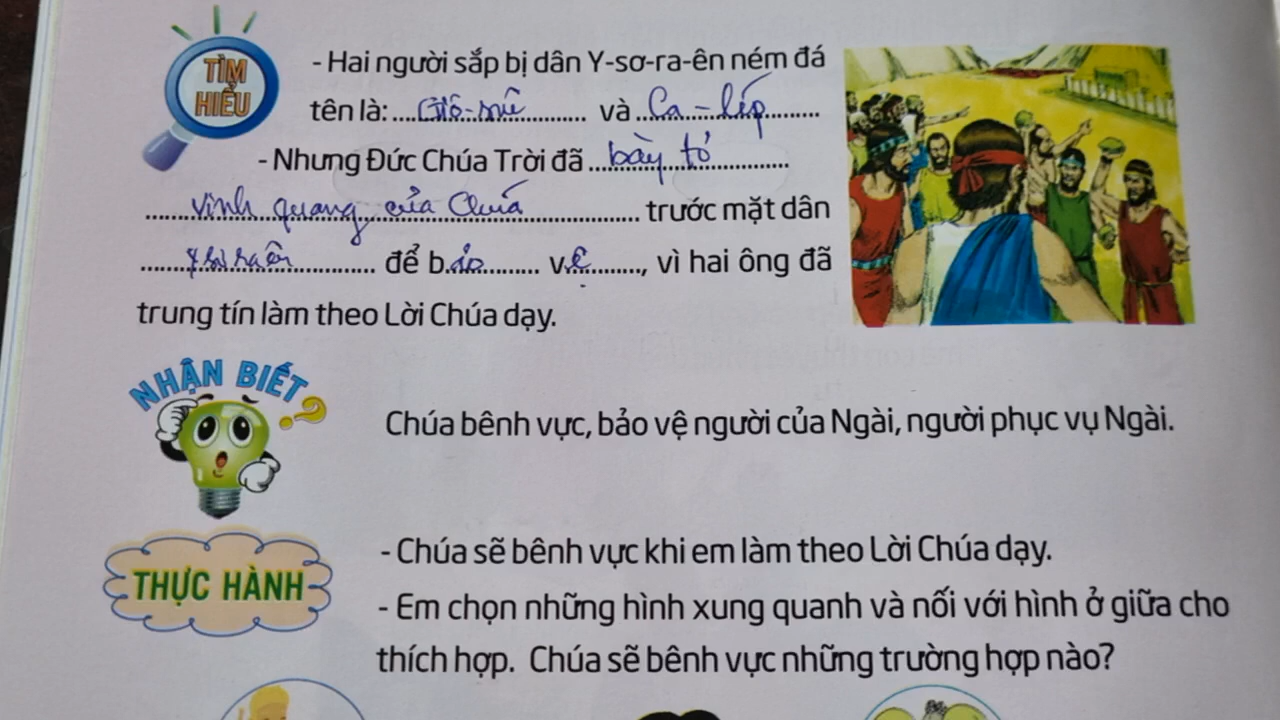 TÌM
HIỂU
- Hai người sắp bị dân Y-sơ-ra-ên ném đá
tên là: .... Giô-suê .......... và .. Ca - lép ..........
- Nhưng Đức Chúa Trời đã ... bày tỏ ..........
...... vinh quang của Chúa .............. trước mặt dân
...... Y sơ ra ên .......... để b..ảo...... v..ệ......, vì hai ông đã
trung tín làm theo Lời Chúa dạy.
NHẬN BIẾT?
Chúa bênh vực, bảo vệ người của Ngài, người phục vụ Ngài.
THỰC HÀNH
- Chúa sẽ bênh vực khi em làm theo Lời Chúa dạy.
- Em chọn những hình xung quanh và nối với hình ở giữa cho
thích hợp. Chúa sẽ bênh vực những trường hợp nào?